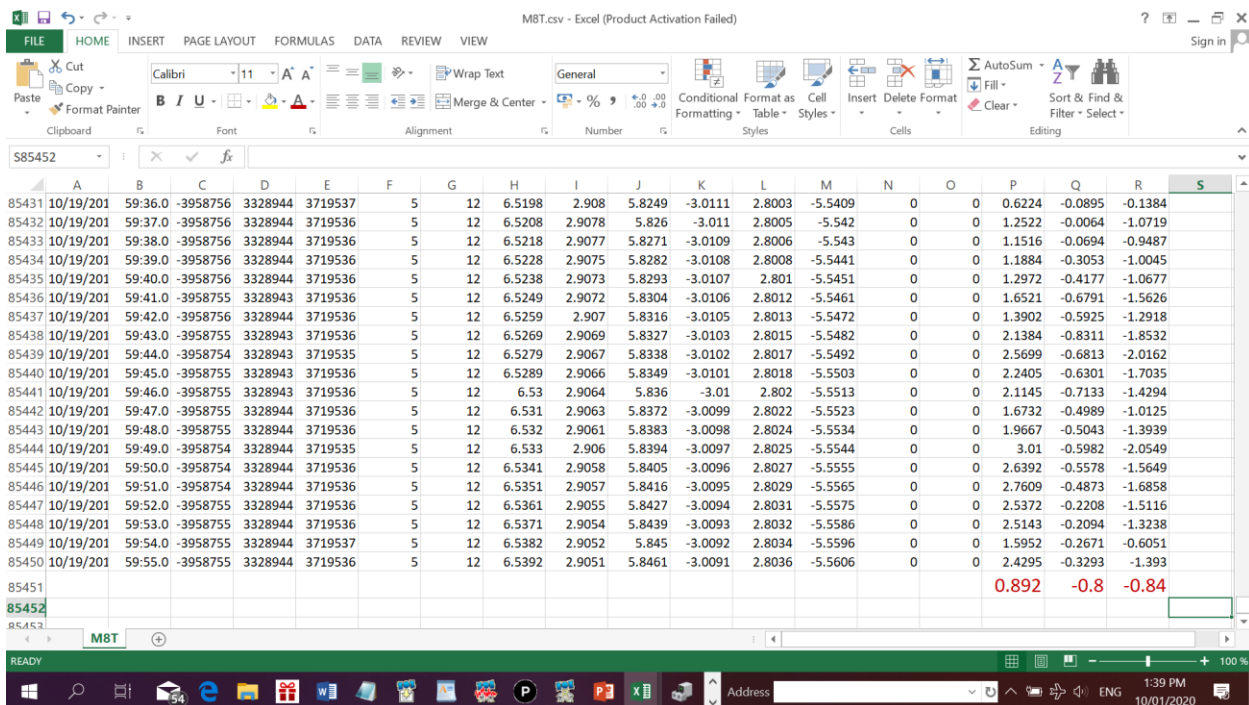 M8T.csv - Excel (Product Activation Failed)
FILE HOME INSERT PAGE LAYOUT FORMULAS DATA REVIEW VIEW Sign in
Paste Cut Copy Format Painter Calibri 11 Wrap Text Merge & Center General Conditional Formatting Format as Table Cell Styles Insert Delete Format AutoSum Fill Clear Sort & Filter Find & Select
Clipboard Font Alignment Number Styles Cells Editing
S85452 fx
A B C D E F G H I J K L M N O P Q R S
85431 10/19/201 59:36.0 -3958756 3328944 3719537 5 12 6.5198 2.908 5.8249 -3.0111 2.8003 -5.5409 0 0 0.6224 -0.0895 -0.1384
85432 10/19/201 59:37.0 -3958756 3328944 3719536 5 12 6.5208 2.9078 5.826 -3.011 2.8005 -5.542 0 0 1.2522 -0.0064 -1.0719
85433 10/19/201 59:38.0 -3958756 3328944 3719536 5 12 6.5218 2.9077 5.8271 -3.0109 2.8006 -5.543 0 0 1.1516 -0.0694 -0.9487
85434 10/19/201 59:39.0 -3958756 3328944 3719536 5 12 6.5228 2.9075 5.8282 -3.0108 2.8008 -5.5441 0 0 1.1884 -0.3053 -1.0045
85435 10/19/201 59:40.0 -3958756 3328944 3719536 5 12 6.5238 2.9073 5.8293 -3.0107 2.801 -5.5451 0 0 1.2972 -0.4177 -1.0677
85436 10/19/201 59:41.0 -3958755 3328943 3719536 5 12 6.5249 2.9072 5.8304 -3.0106 2.8012 -5.5461 0 0 1.6521 -0.6791 -1.5626
85437 10/19/201 59:42.0 -3958756 3328943 3719536 5 12 6.5259 2.907 5.8316 -3.0105 2.8013 -5.5472 0 0 1.3902 -0.5925 -1.2918
85438 10/19/201 59:43.0 -3958755 3328943 3719536 5 12 6.5269 2.9069 5.8327 -3.0103 2.8015 -5.5482 0 0 2.1384 -0.8311 -1.8532
85439 10/19/201 59:44.0 -3958754 3328943 3719535 5 12 6.5279 2.9067 5.8338 -3.0102 2.8017 -5.5492 0 0 2.5699 -0.6813 -2.0162
85440 10/19/201 59:45.0 -3958755 3328943 3719536 5 12 6.5289 2.9066 5.8349 -3.0101 2.8018 -5.5503 0 0 2.2405 -0.6301 -1.7035
85441 10/19/201 59:46.0 -3958755 3328943 3719536 5 12 6.53 2.9064 5.836 -3.01 2.802 -5.5513 0 0 2.1145 -0.7133 -1.4294
85442 10/19/201 59:47.0 -3958755 3328944 3719536 5 12 6.531 2.9063 5.8372 -3.0099 2.8022 -5.5523 0 0 1.6732 -0.4989 -1.0125
85443 10/19/201 59:48.0 -3958755 3328944 3719536 5 12 6.532 2.9061 5.8383 -3.0098 2.8024 -5.5534 0 0 1.9667 -0.5043 -1.3939
85444 10/19/201 59:49.0 -3958754 3328944 3719535 5 12 6.533 2.906 5.8394 -3.0097 2.8025 -5.5544 0 0 3.01 -0.5982 -2.0549
85445 10/19/201 59:50.0 -3958754 3328944 3719536 5 12 6.5341 2.9058 5.8405 -3.0096 2.8027 -5.5555 0 0 2.6392 -0.5578 -1.5649
85446 10/19/201 59:51.0 -3958754 3328944 3719536 5 12 6.5351 2.9057 5.8416 -3.0095 2.8029 -5.5565 0 0 2.7609 -0.4873 -1.6858
85447 10/19/201 59:52.0 -3958755 3328944 3719536 5 12 6.5361 2.9055 5.8427 -3.0094 2.8031 -5.5575 0 0 2.5372 -0.2208 -1.5116
85448 10/19/201 59:53.0 -3958755 3328944 3719536 5 12 6.5371 2.9054 5.8439 -3.0093 2.8032 -5.5586 0 0 2.5143 -0.2094 -1.3238
85449 10/19/201 59:54.0 -3958755 3328944 3719537 5 12 6.5382 2.9052 5.845 -3.0092 2.8034 -5.5596 0 0 1.5952 -0.2671 -0.6051
85450 10/19/201 59:55.0 -3958755 3328944 3719536 5 12 6.5392 2.9051 5.8461 -3.0091 2.8036 -5.5606 0 0 2.4295 -0.3293 -1.393
85451 0.892 -0.8 -0.84
85452
85453
M8T
READY 100 %
54 Address ENG 1:39 PM
10/01/2020